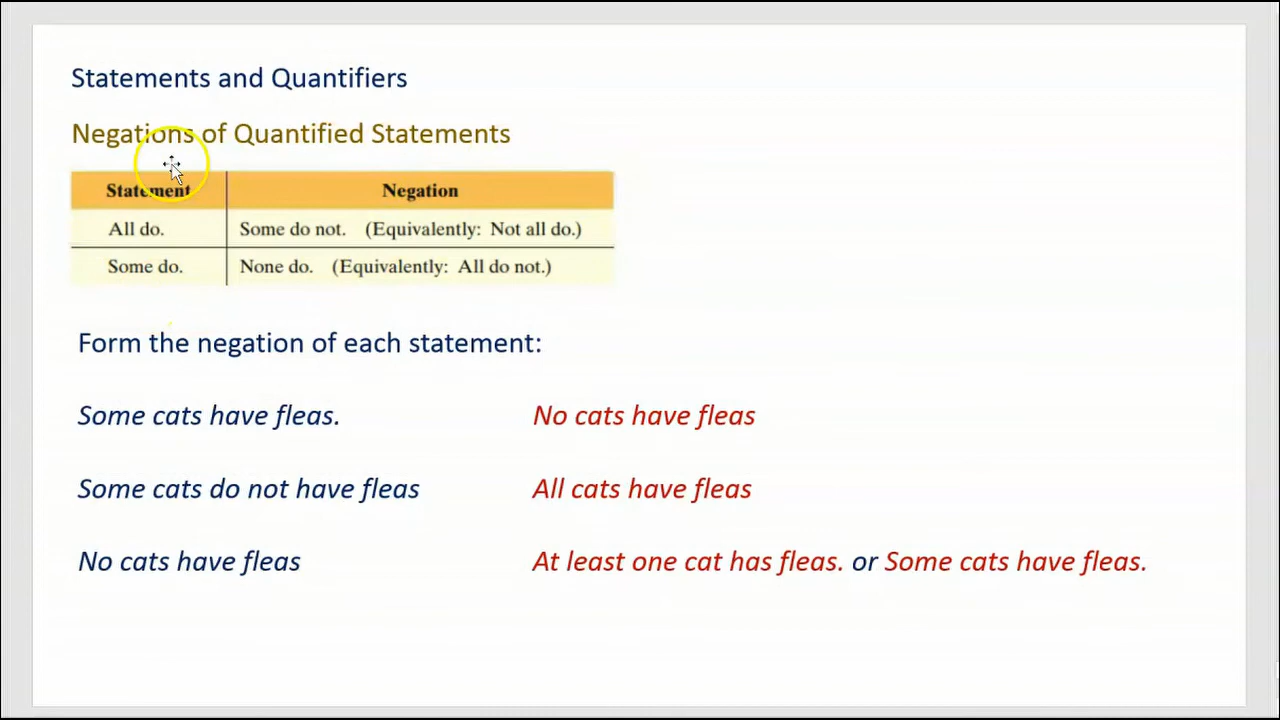 Statements and Quantifiers
Negations of Quantified Statements
Statement Negation
All do. Some do not. (Equivalently: Not all do.)
Some do. None do. (Equivalently: All do not.)
Form the negation of each statement:
Some cats have fleas. No cats have fleas
Some cats do not have fleas All cats have fleas
No cats have fleas At least one cat has fleas. or Some cats have fleas.